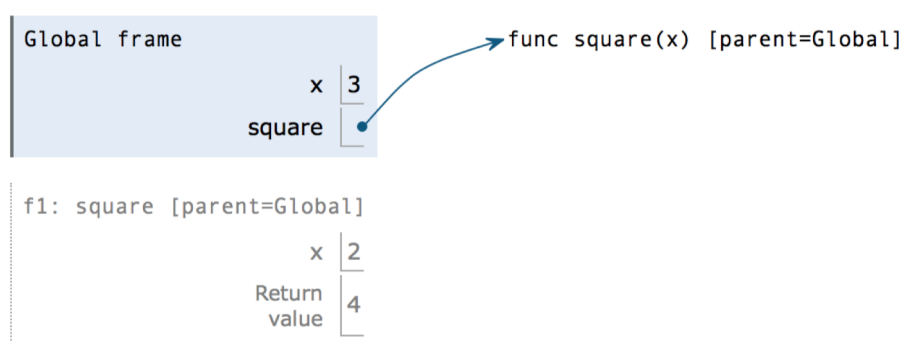 Global frame
func square(x) [parent=Global]
x 3
square
f1: square [parent=Global]
x 2
Return
value 4